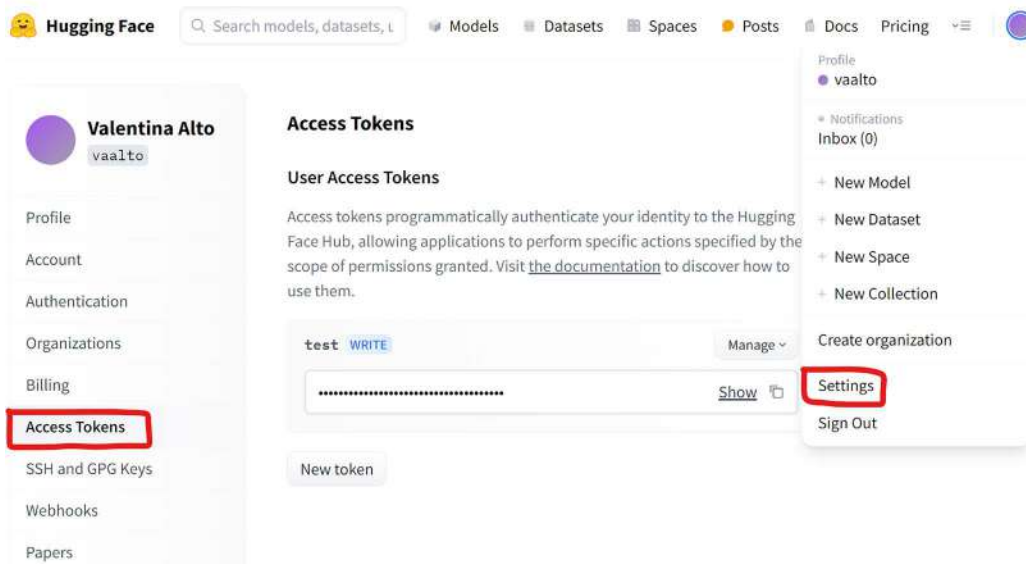 Hugging Face
Search models, datasets, u
Models
Datasets
Spaces
Posts
Docs
Pricing
Valentina Alto
vaalto
Profile
Account
Authentication
Organizations
Billing
Access Tokens
SSH and GPG Keys
Webhooks
Papers
Access Tokens
User Access Tokens
Access tokens programmatically authenticate your identity to the Hugging
Face Hub, allowing applications to perform specific actions specified by the
scope of permissions granted. Visit the documentation to discover how to
use them.
test WRITE
Manage
Show
New token
Profile
vaalto
Notifications
Inbox (0)
New Model
New Dataset
New Space
New Collection
Create organization
Settings
Sign Out